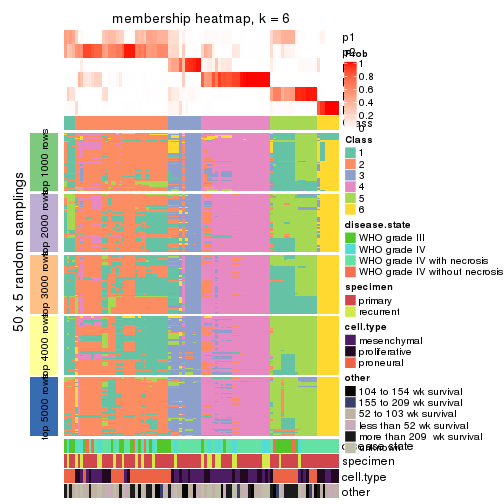 membership heatmap, k = 6
p1
p2
Prob
1
0.8
0.6
0.4
0.2
0
Class
1
2
3
4
5
6
disease.state
WHO grade III
WHO grade IV
WHO grade IV with necrosis
WHO grade IV without necrosis
specimen
primary
recurrent
cell.type
mesenchymal
proliferative
proneural
other
104 to 154 wk survival
155 to 209 wk survival
52 to 103 wk survival
less than 52 wk survival
more than 209 wk survival
50 x 5 random samplings
top 1000 rows
top 2000 rows
top 3000 rows
top 4000 rows
top 5000 rows
disease.state
specimen
cell.type
other